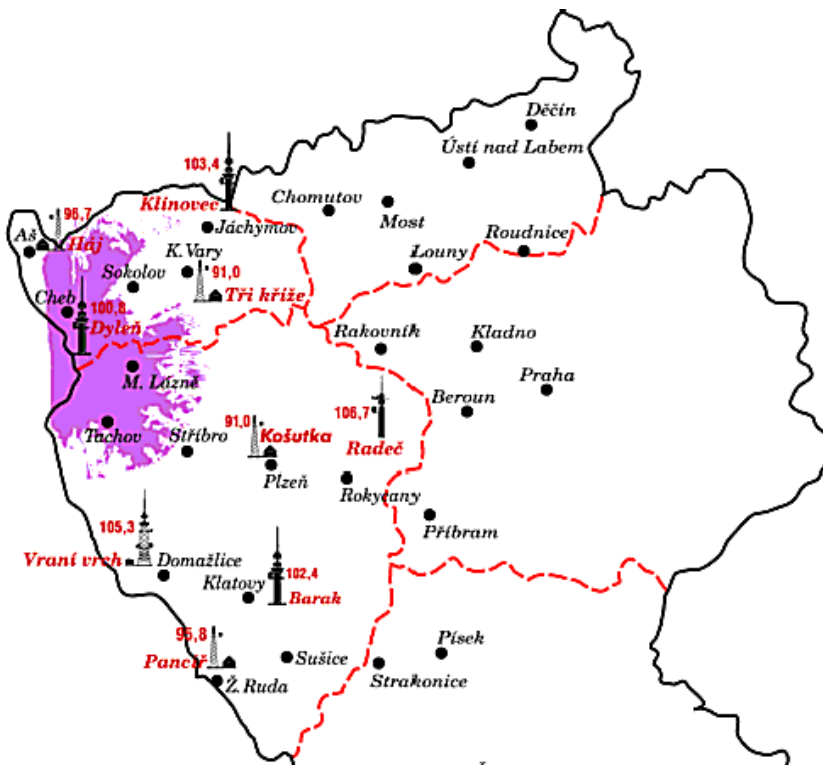 Děčín
Ústí nad Labem
103,4
Klínovec
Chomutov
Most
96,7
Aš
Háj
Jáchymov
K.Vary
Louny
Roudnice
Sokolov
91,0
Tři kříže
Cheb
100,8
Dyleň
Rakovník
Kladno
M. Lázně
Praha
106,7
Beroun
Tachov
Stříbro
91,0
Košutka
Radeč
Plzeň
Rokycany
Příbram
105,3
Vraní vrch
Domažlice
Klatovy
102,4
Barak
95,8
Pancíř
Sušice
Písek
Strakonice
Ž.Ruda